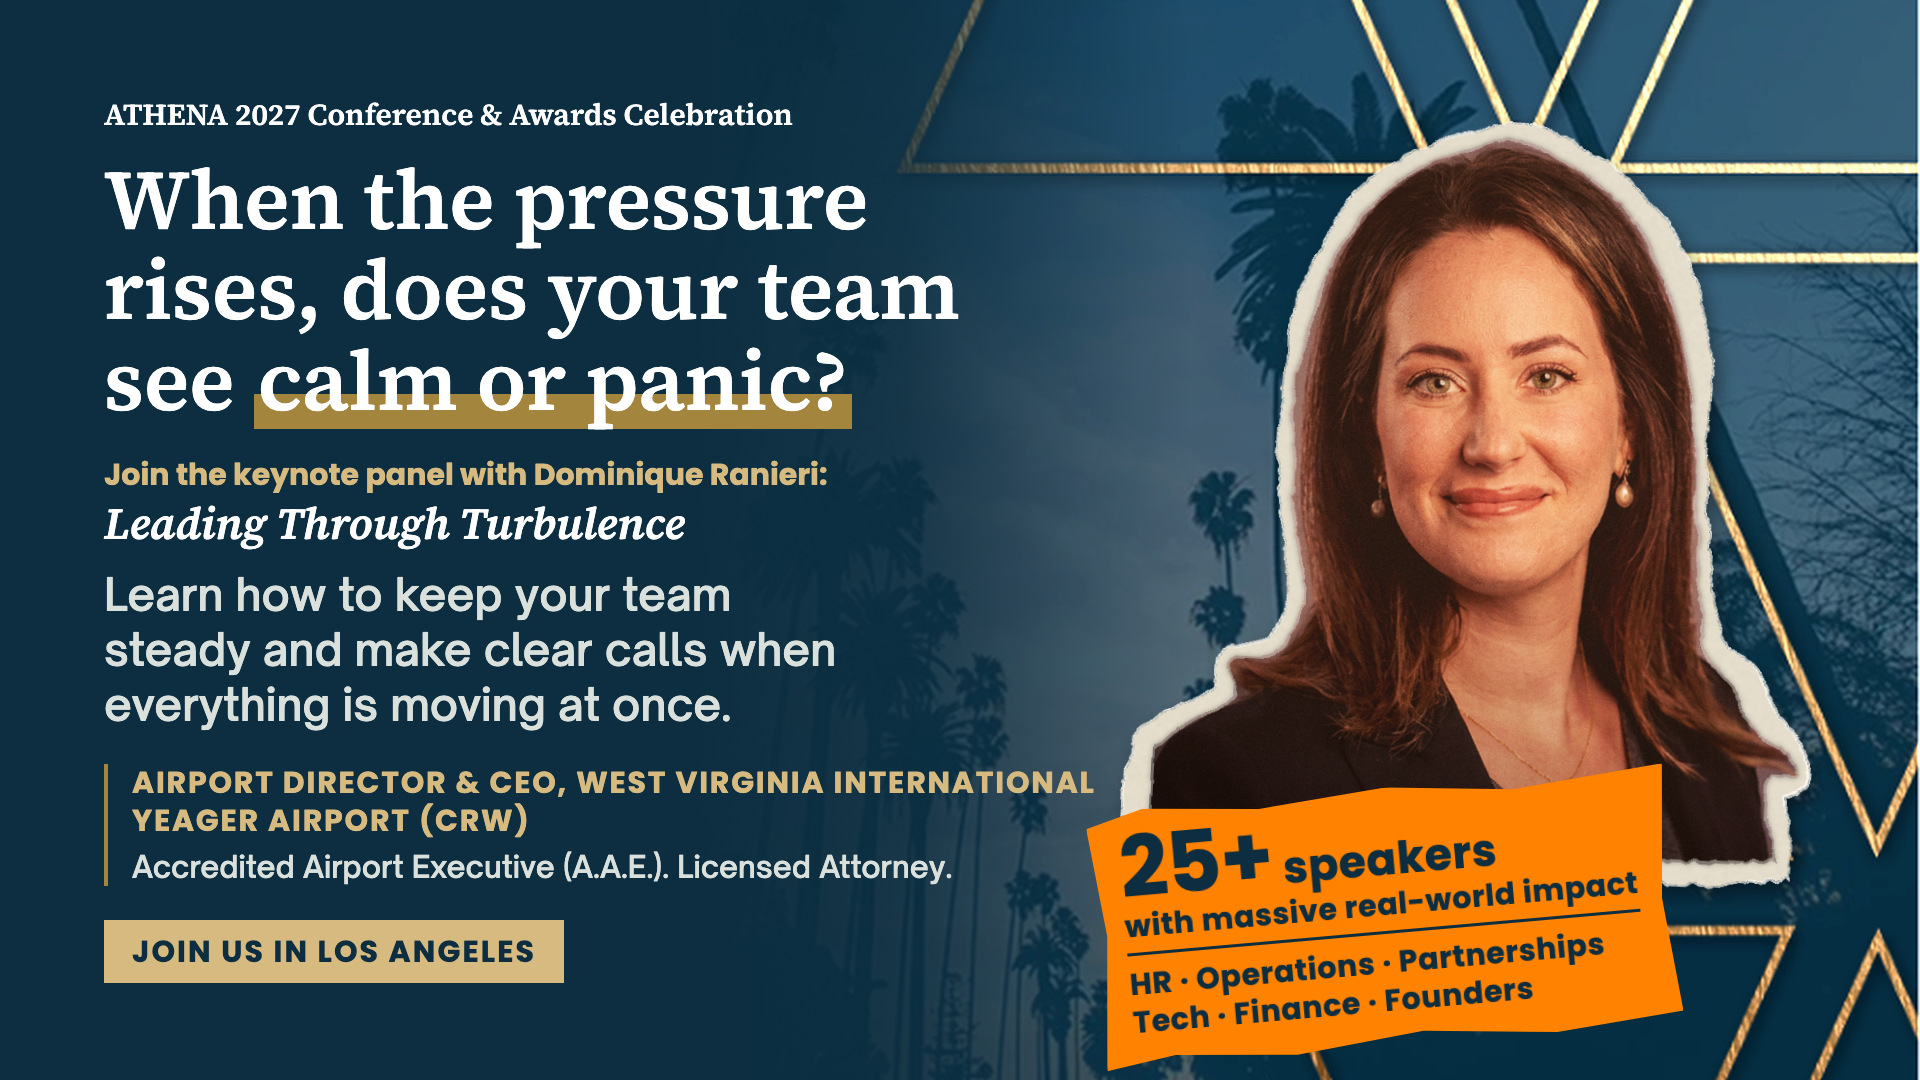 ATHENA 2027 Conference & Awards Celebration
When the pressure
rises, does your team
see calm or panic?
Join the keynote panel with Dominique Ranieri:
Leading Through Turbulence
Learn how to keep your team
steady and make clear calls when
everything is moving at once.
AIRPORT DIRECTOR & CEO, WEST VIRGINIA INTERNATIONAL
YEAGER AIRPORT (CRW)
Accredited Airport Executive (A.A.E.). Licensed Attorney.
JOIN US IN LOS ANGELES
25+ speakers
with massive real-world impact
HR · Operations · Partnerships
Tech · Finance · Founders